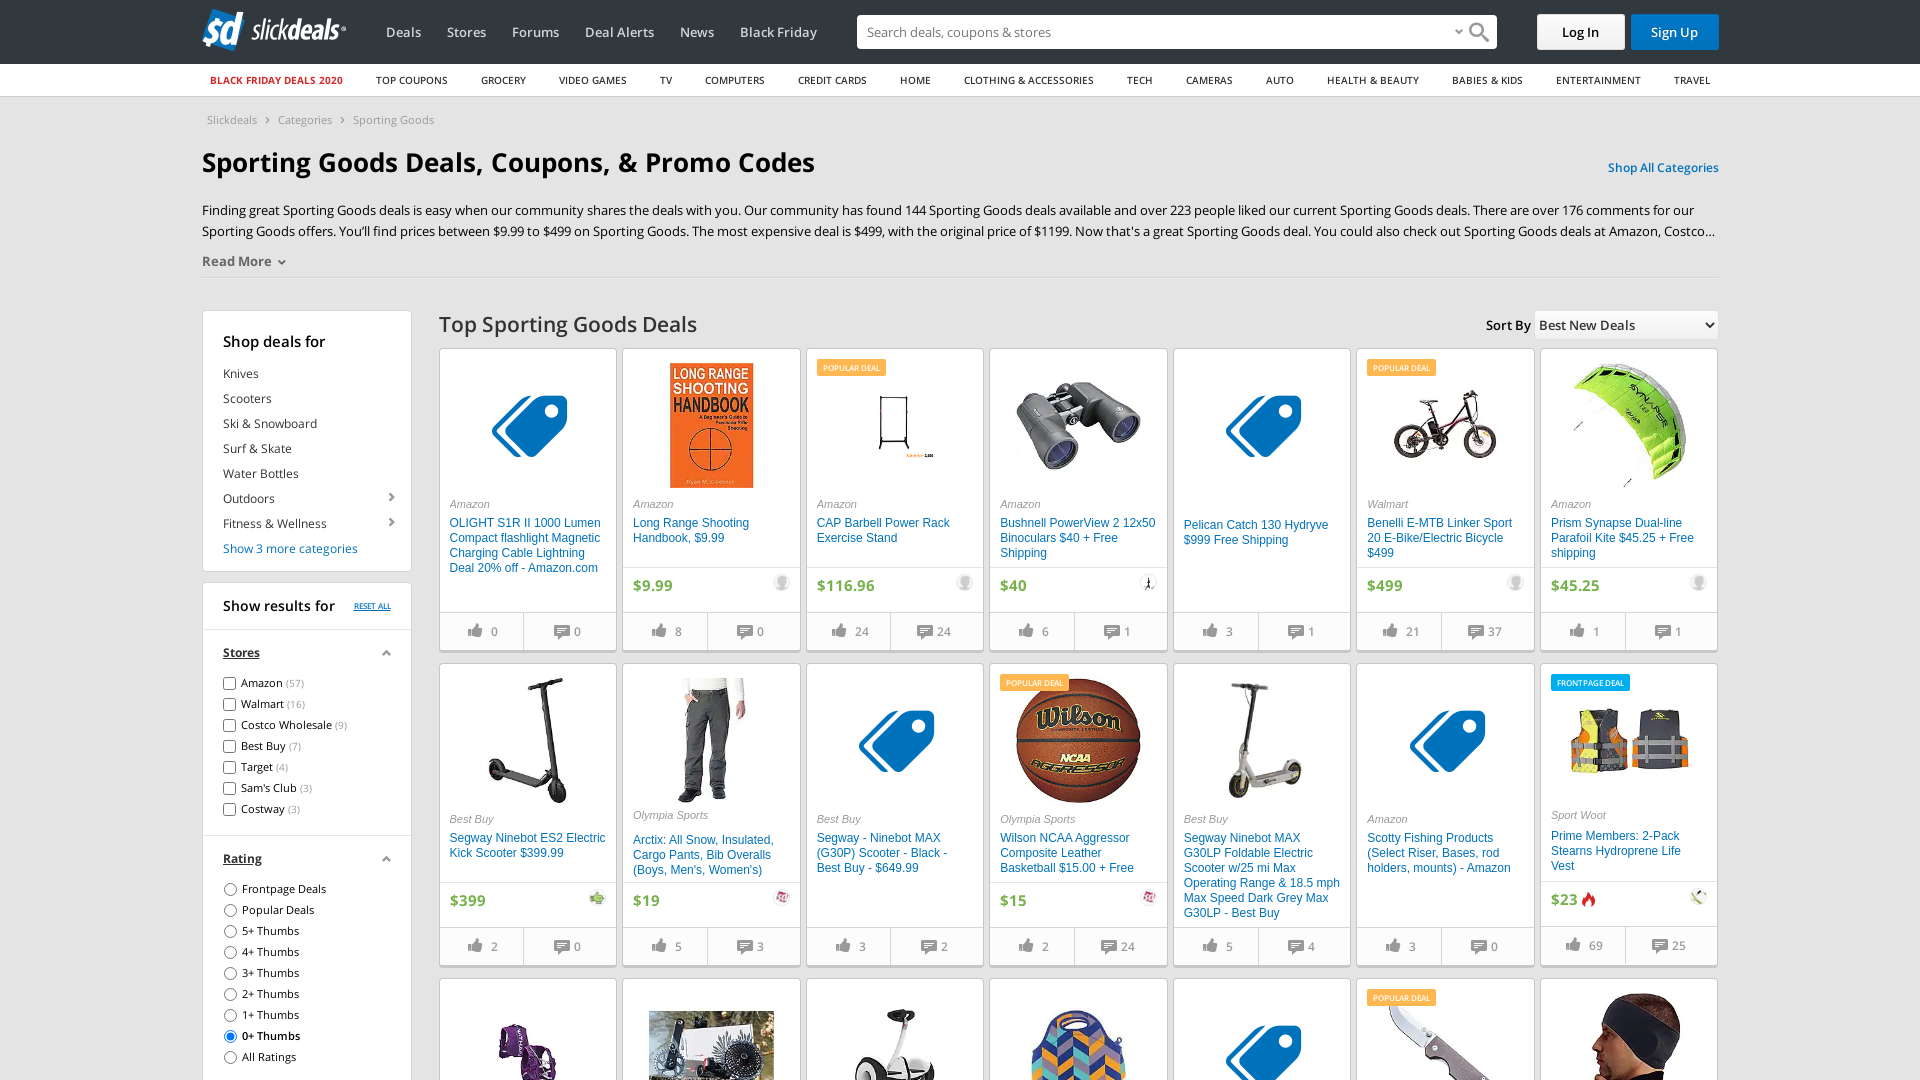 sd slickdeals
Deals Stores Forums Deal Alerts News Black Friday
Search deals, coupons & shopping
Log In
Sign Up
BLACK FRIDAY DEALS 2020 TOP COUPONS GROCERY VIDEO GAMES TV COMPUTERS CREDIT CARDS HOME CLOTHING & ACCESSORIES TECH CAMERAS AUTO HEALTH & BEAUTY BABIES & KIDS ENTERTAINMENT TRAVEL
Slickdeals Categories Sporting Goods
Sporting Goods Deals, Coupons, & Promo Codes
Shop All Categories
Finding great Sporting Goods deals is easy when our community shares the deals with you. Our community has found 144 Sporting Goods deals available and over 223 people liked our current Sporting Goods deals. There are over 176 comments for our
Sporting Goods offers. You’ll find prices between $9.99 to $499 on Sporting Goods. The most expensive deal is $499, with the original price of $1199. Now that's a great Sporting Goods deal. You could also check out Sporting Goods deals at Amazon, Costco...
Read More
Shop deals for
Knives
Scooters
Ski & Snowboard
Surf & Skate
Water Bottles
Outdoors
Fitness & Wellness
Show 3 more categories
Show results for RESET ALL
Stores
Amazon (57)
Walmart (16)
Costco Wholesale (9)
Best Buy (7)
Target (4)
Sam's Club (3)
Costway (3)
Rating
Frontpage Deals
Popular Deals
5+ Thumbs
4+ Thumbs
3+ Thumbs
2+ Thumbs
1+ Thumbs
0+ Thumbs
All Ratings
Top Sporting Goods Deals
Sort By Best New Deals
Amazon
OLIGHT S1R II 1000 Lumen
Compact flashlight Magnetic
Charging Cable Lightning
Deal 20% off - Amazon.com
0 0
LONG RANGE
SHOOTING
HANDBOOK
A Beginner's Guide to
Precision Rifle
Shooting
Amazon
Long Range Shooting
Handbook, $9.99
$9.99
8 0
POPULAR DEAL
Amazon
CAP Barbell Power Rack
Exercise Stand
$116.96
24 24
Amazon
Bushnell PowerView 2 12x50
Binoculars $40 + Free
Shipping
$40
6 1
Pelican Catch 130 Hydryve
$999 Free Shipping
3 1
POPULAR DEAL
Walmart
Benelli E-MTB Linker Sport
20 E-Bike/Electric Bicycle
$499
$499
21 37
SYNAPSE
Amazon
Prism Synapse Dual-line
Parafoil Kite $45.25 + Free
shipping
$45.25
1 1
Best Buy
Segway Ninebot ES2 Electric
Kick Scooter $399.99
$399
2 0
Olympia Sports
Arctix: All Snow, Insulated,
Cargo Pants, Bib Overalls
(Boys, Men's, Women's)
$19
5 3
Best Buy
Segway - Ninebot MAX
(G30P) Scooter - Black -
Best Buy - $649.99
3 2
POPULAR DEAL
Wilson
NCAA
AGGRESSOR
Olympia Sports
Wilson NCAA Aggressor
Composite Leather
Basketball $15.00 + Free
$15
2 24
Best Buy
Segway Ninebot MAX
G30LP Foldable Electric
Scooter w/25 mi Max
Operating Range & 18.5 mph
Max Speed Dark Grey Max
G30LP - Best Buy
5 4
Amazon
Scotty Fishing Products
(Select Riser, Bases, rod
holders, mounts) - Amazon
3 0
FRONTPAGE DEAL
Sport Woot
Prime Members: 2-Pack
Stearns Hydroprene Life
Vest
$23
69 25
POPULAR DEAL